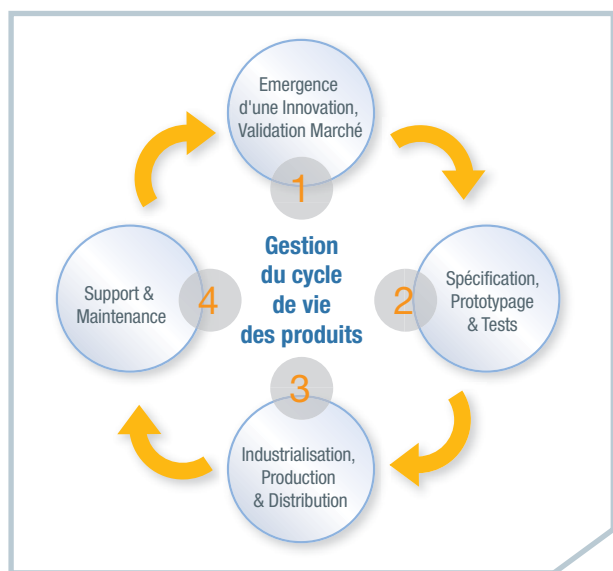 Emergence
d'une Innovation,
Validation Marché
1
Gestion
du cycle
de vie
des produits
2
Spécification,
Prototypage
& Tests
3
Industrialisation,
Production
& Distribution
4
Support &
Maintenance